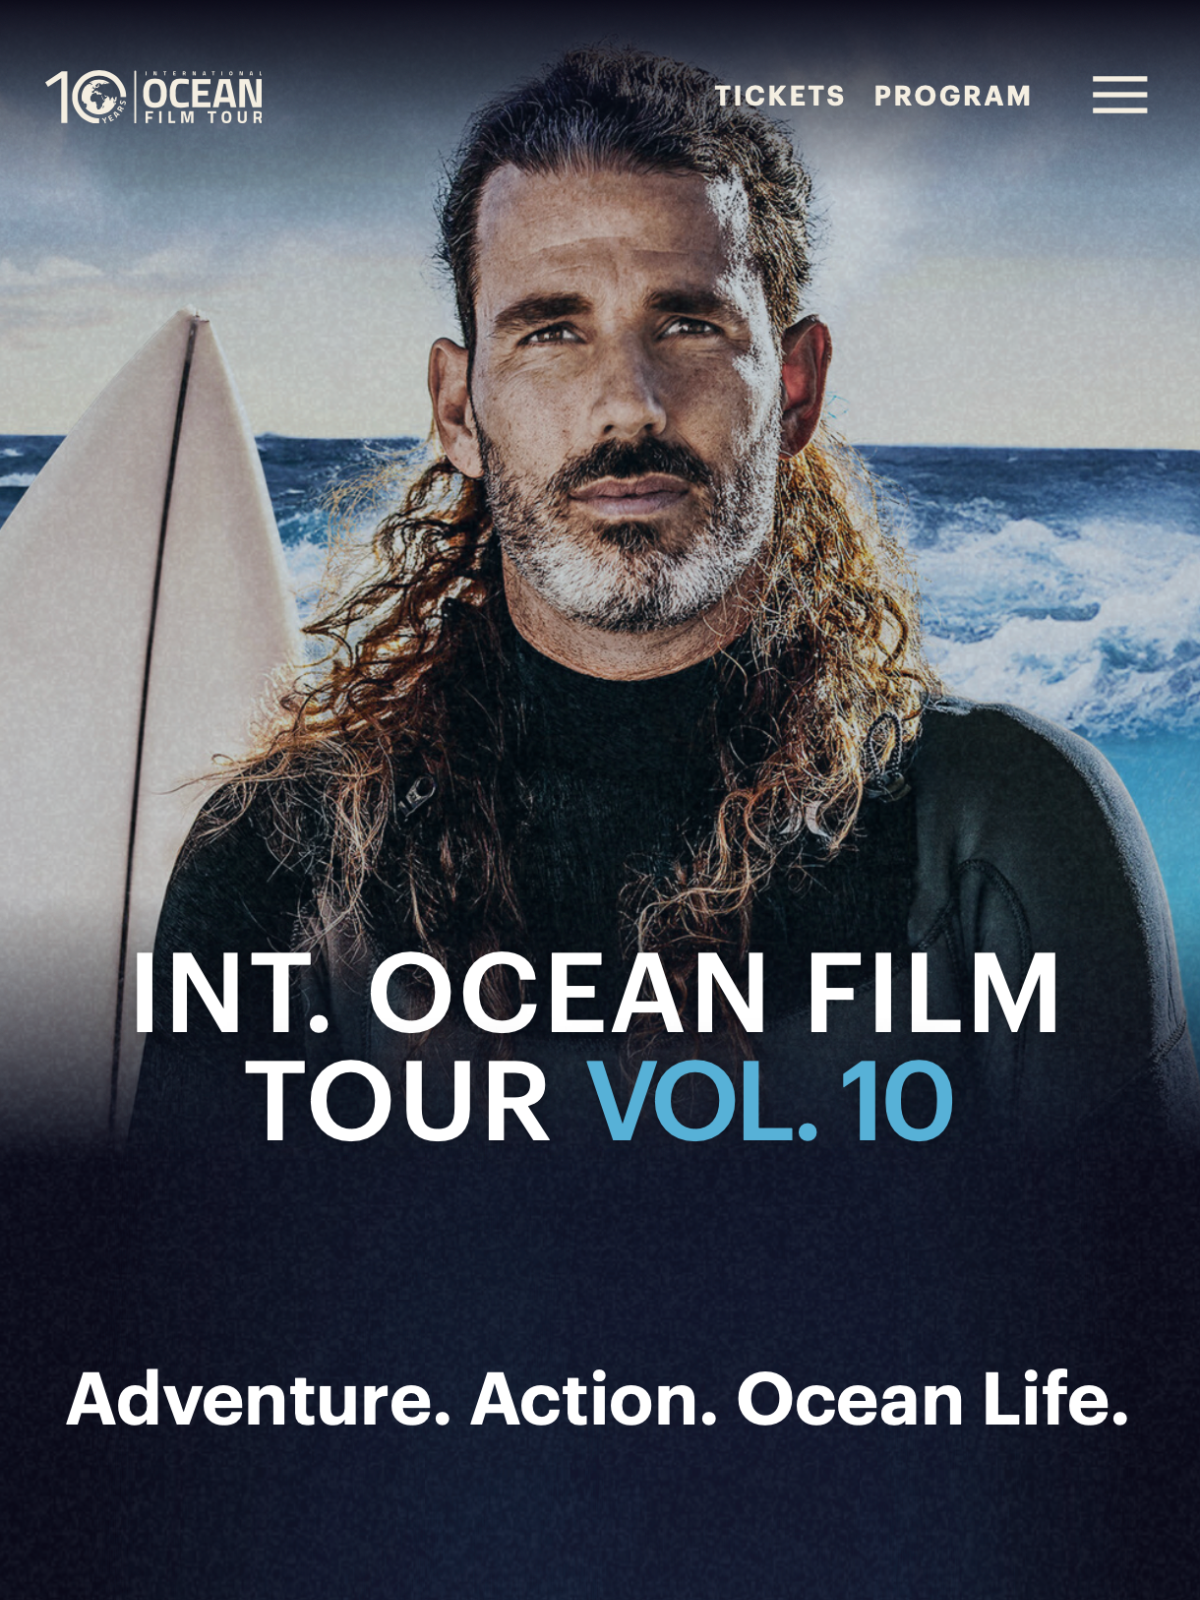 10 YEARS
INTERNATIONAL
OCEAN
FILM TOUR
TICKETS PROGRAM
INT. OCEAN FILM
TOUR VOL. 10
Adventure. Action. Ocean Life.